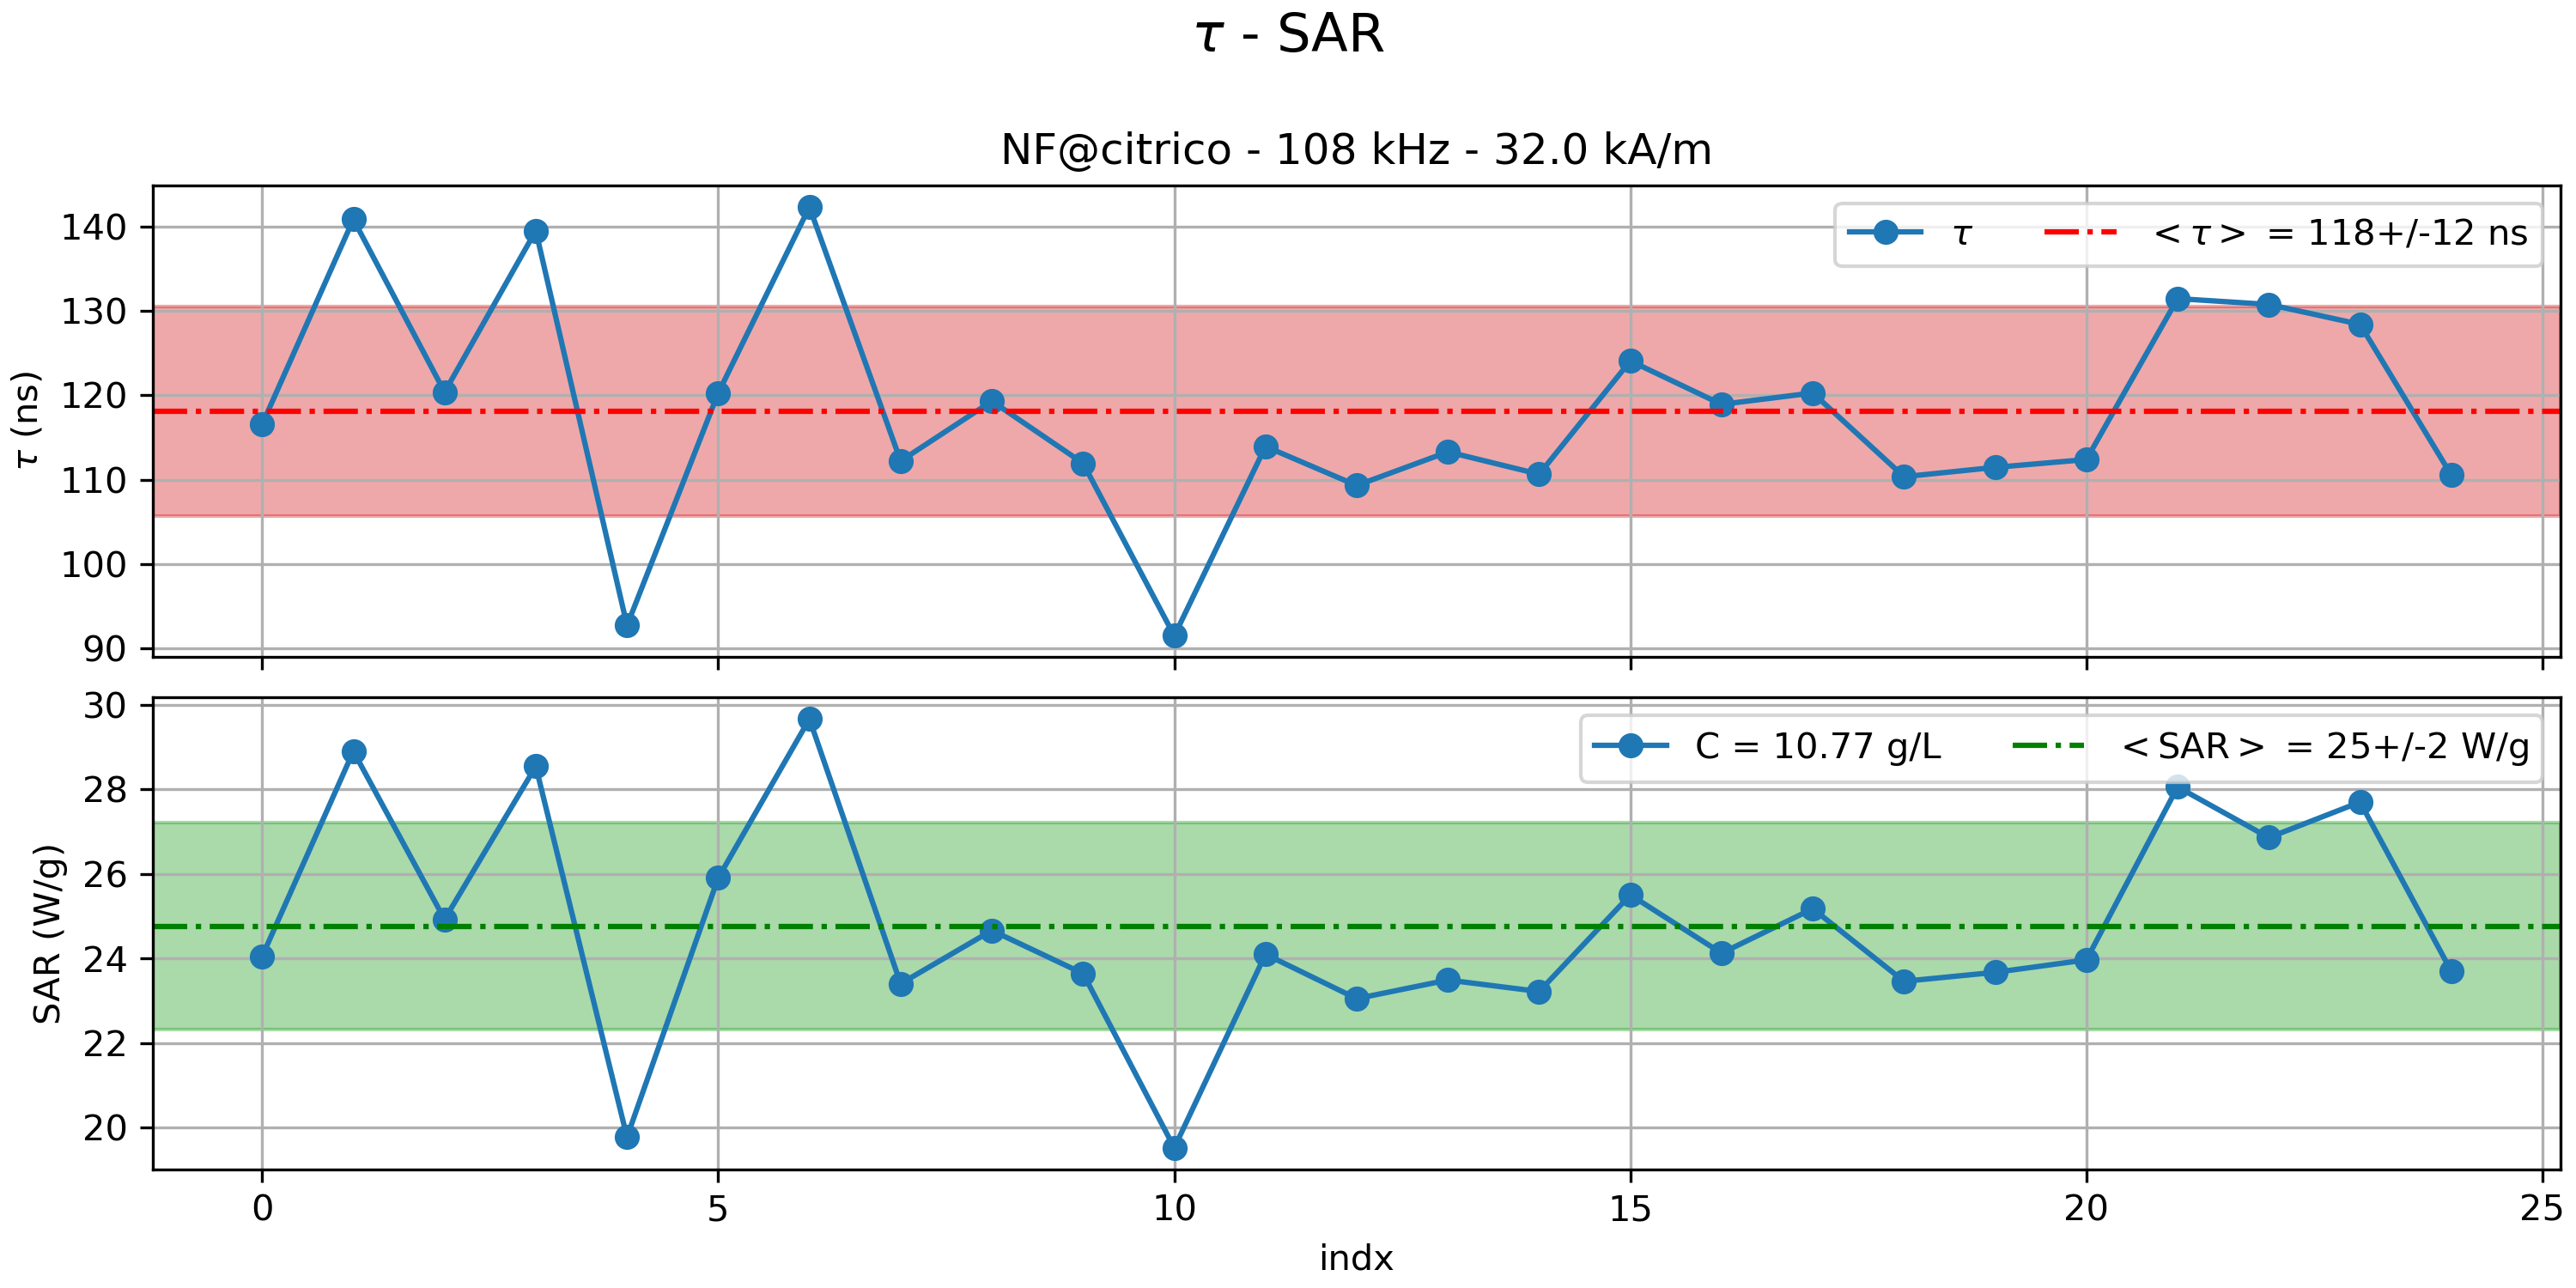 τ - SAR
NF@citrico - 108 kHz - 32.0 kA/m
τ (ns)
140
130
120
110
100
90
τ
< τ > = 118+/-12 ns
SAR (W/g)
30
28
26
24
22
20
C = 10.77 g/L
< SAR > = 25+/-2 W/g
0 5 10 15 20 25
indx